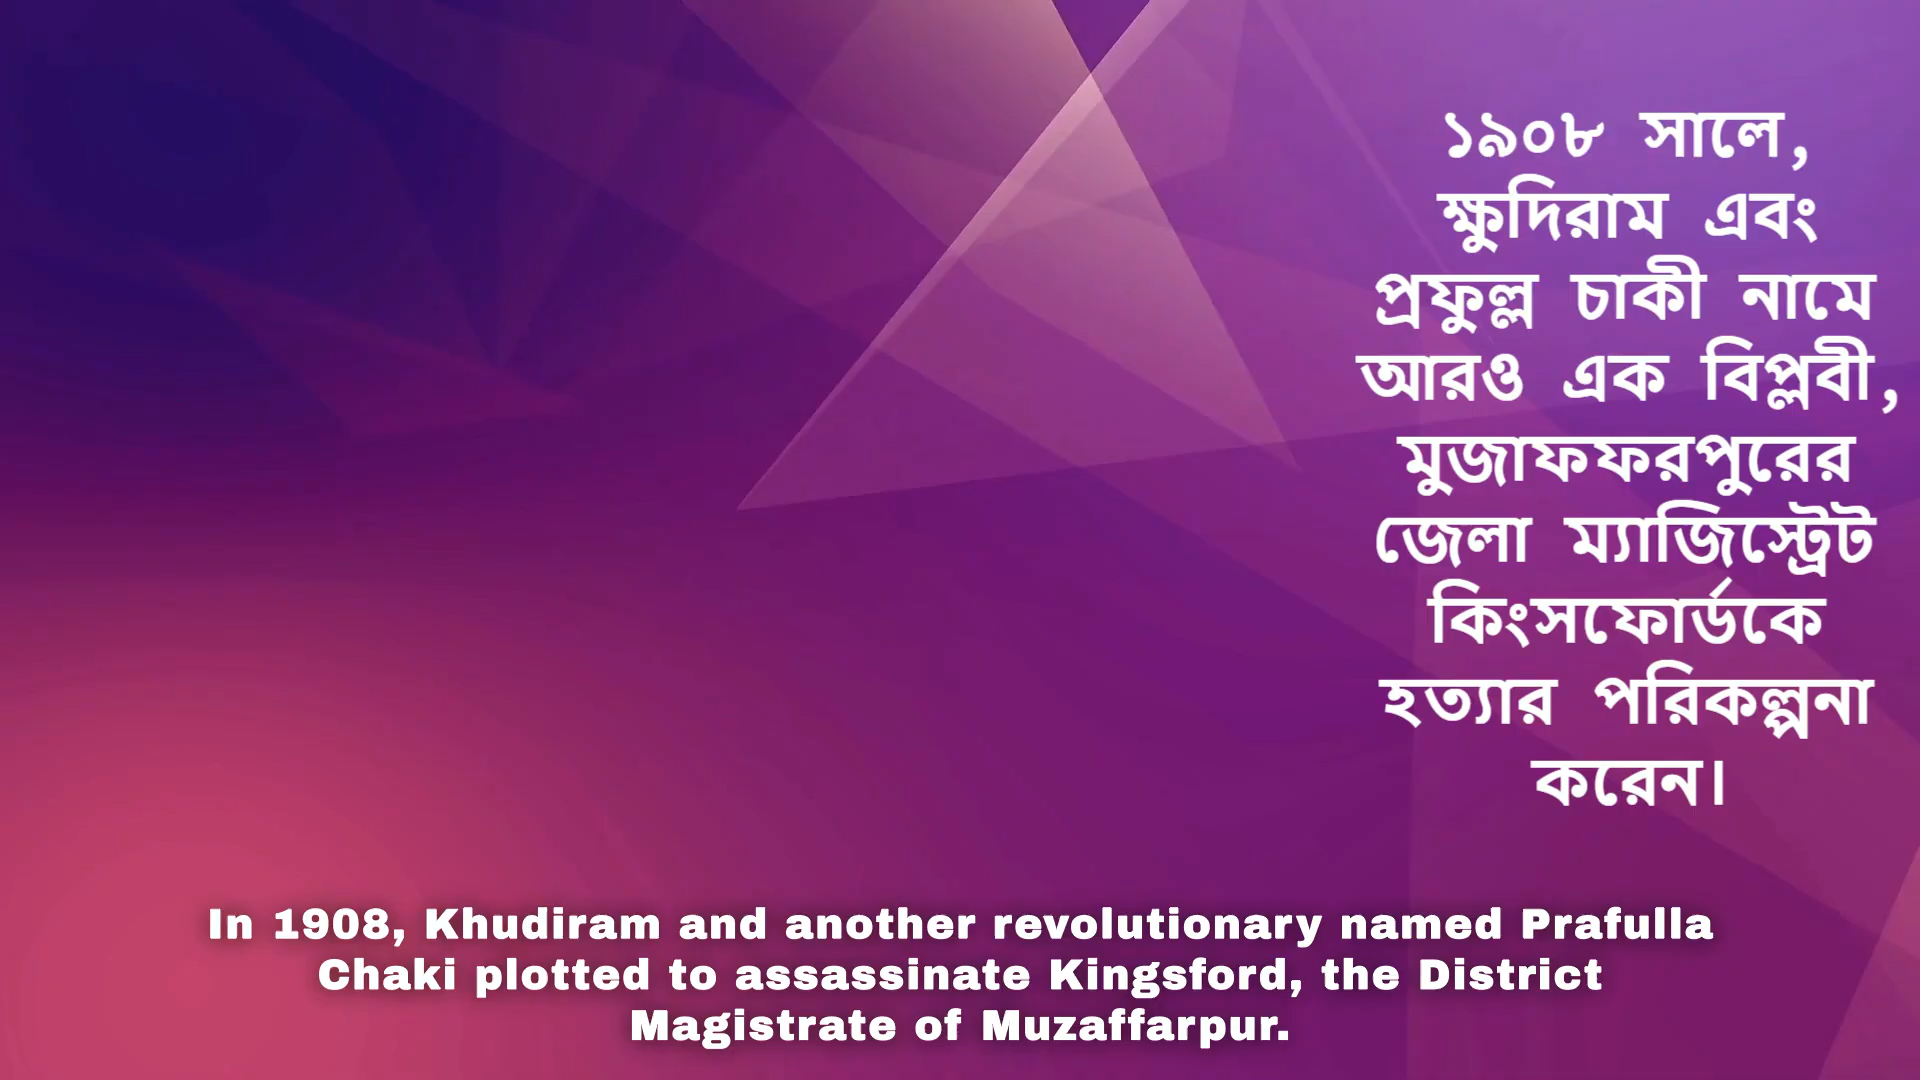 ১৯০৮ সালে,
ক্ষুদিরাম এবং
প্রফুল্ল চাকী নামে
আরও এক বিপ্লবী,
মুজাফফরপুরের
জেলা ম্যাজিস্ট্রেট
কিংসফোর্ডকে
হত্যার পরিকল্পনা
করেন।
In 1908, Khudiram and another revolutionary named Prafulla
Chaki plotted to assassinate Kingsford, the District
Magistrate of Muzaffarpur.